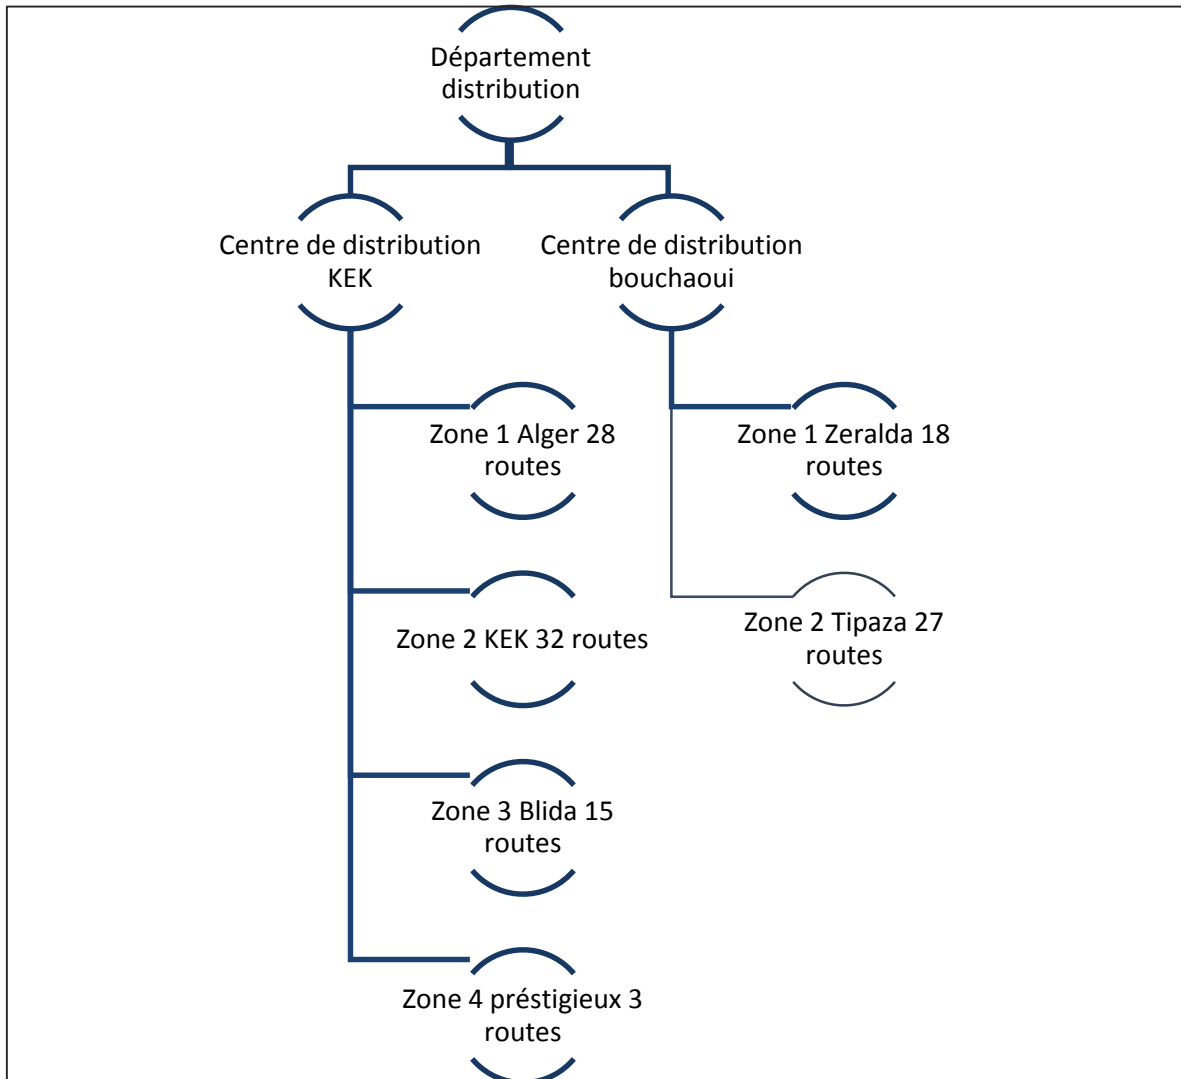 Département
distribution
Centre de distribution
KEK
Centre de distribution
bouchaoui
Zone 1 Alger 28
routes
Zone 1 Zeralda 18
routes
Zone 2 KEK 32 routes
Zone 2 Tipaza 27
routes
Zone 3 Blida 15
routes
Zone 4 préstigieux 3
routes